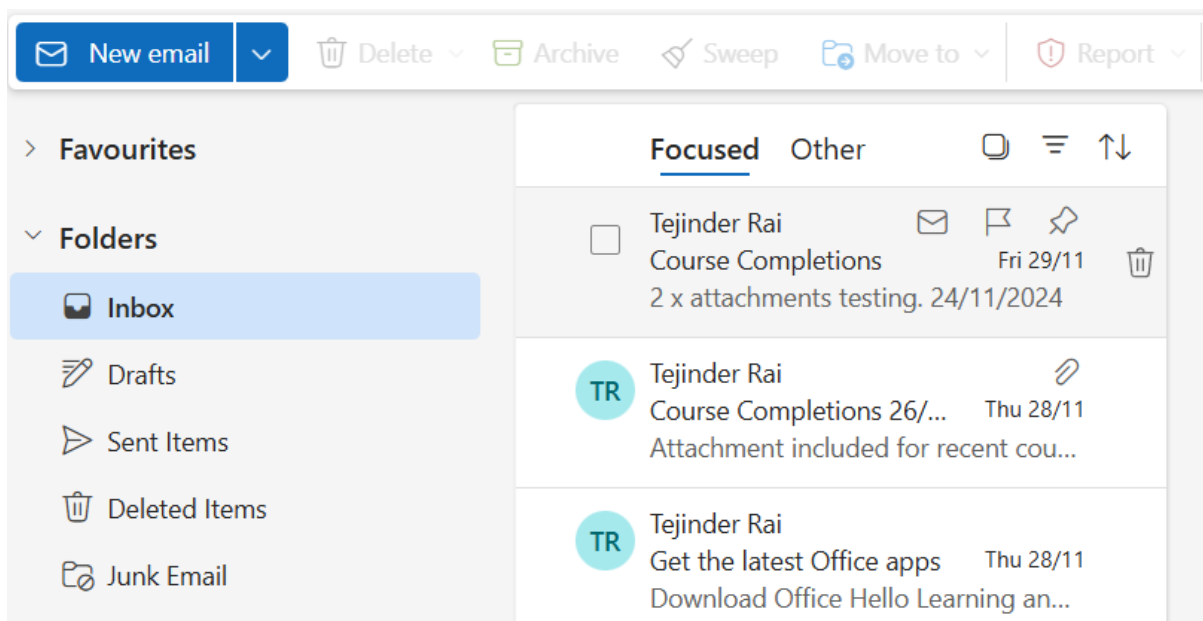 New email Delete Archive Sweep Move to Report
Favourites
Folders
Inbox
Drafts
Sent Items
Deleted Items
Junk Email
Focused Other
Tejinder Rai
Course Completions Fri 29/11
2 x attachments testing. 24/11/2024
TR Tejinder Rai
Course Completions 26/... Thu 28/11
Attachment included for recent cou...
TR Tejinder Rai
Get the latest Office apps Thu 28/11
Download Office Hello Learning an...